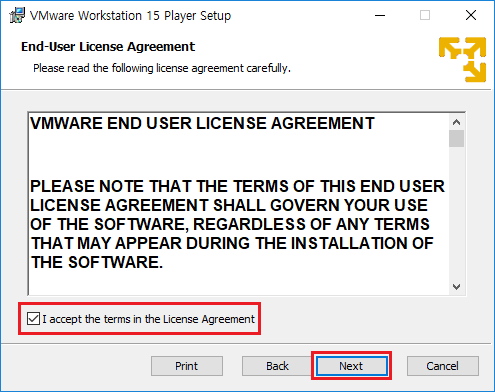 VMware Workstation 15 Player Setup
End-User License Agreement
Please read the following license agreement carefully.
VMWARE END USER LICENSE AGREEMENT
PLEASE NOTE THAT THE TERMS OF THIS END USER
LICENSE AGREEMENT SHALL GOVERN YOUR USE
OF THE SOFTWARE, REGARDLESS OF ANY TERMS
THAT MAY APPEAR DURING THE INSTALLATION OF
THE SOFTWARE.
I accept the terms in the License Agreement
Print Back Next Cancel